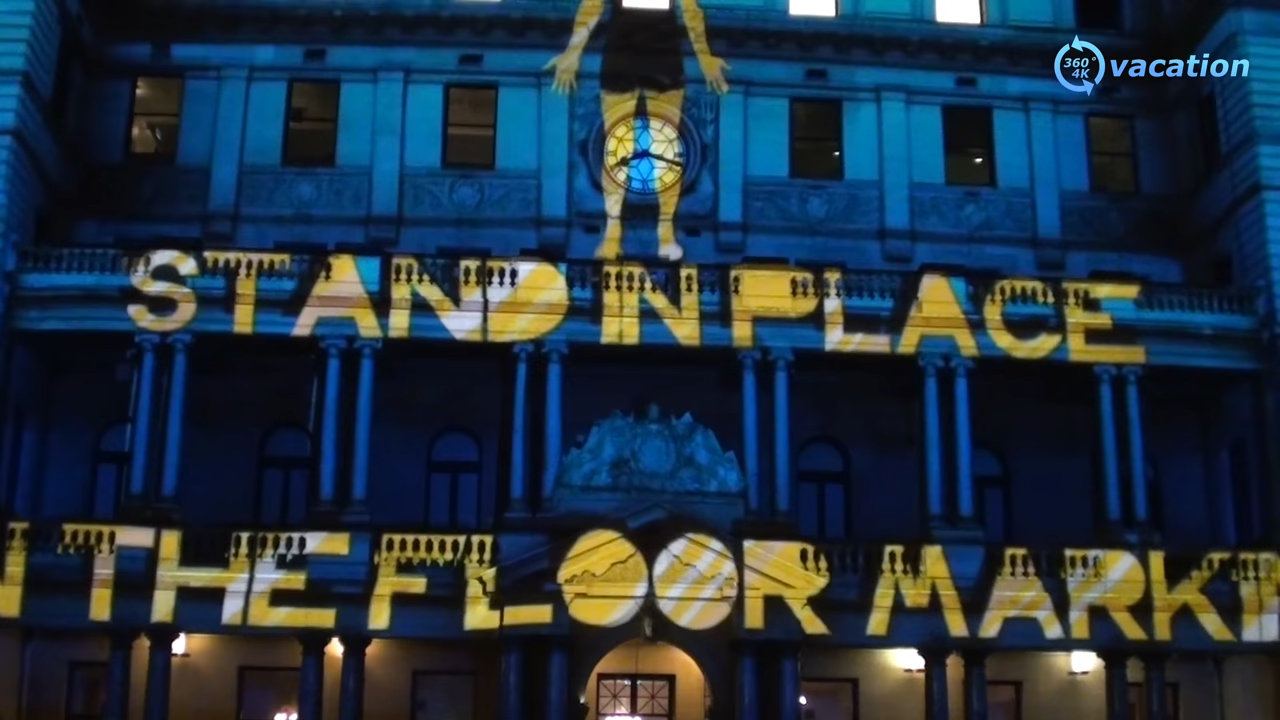 360°
4K
vacation
STAND IN PLACE
THE FLOOR MARK